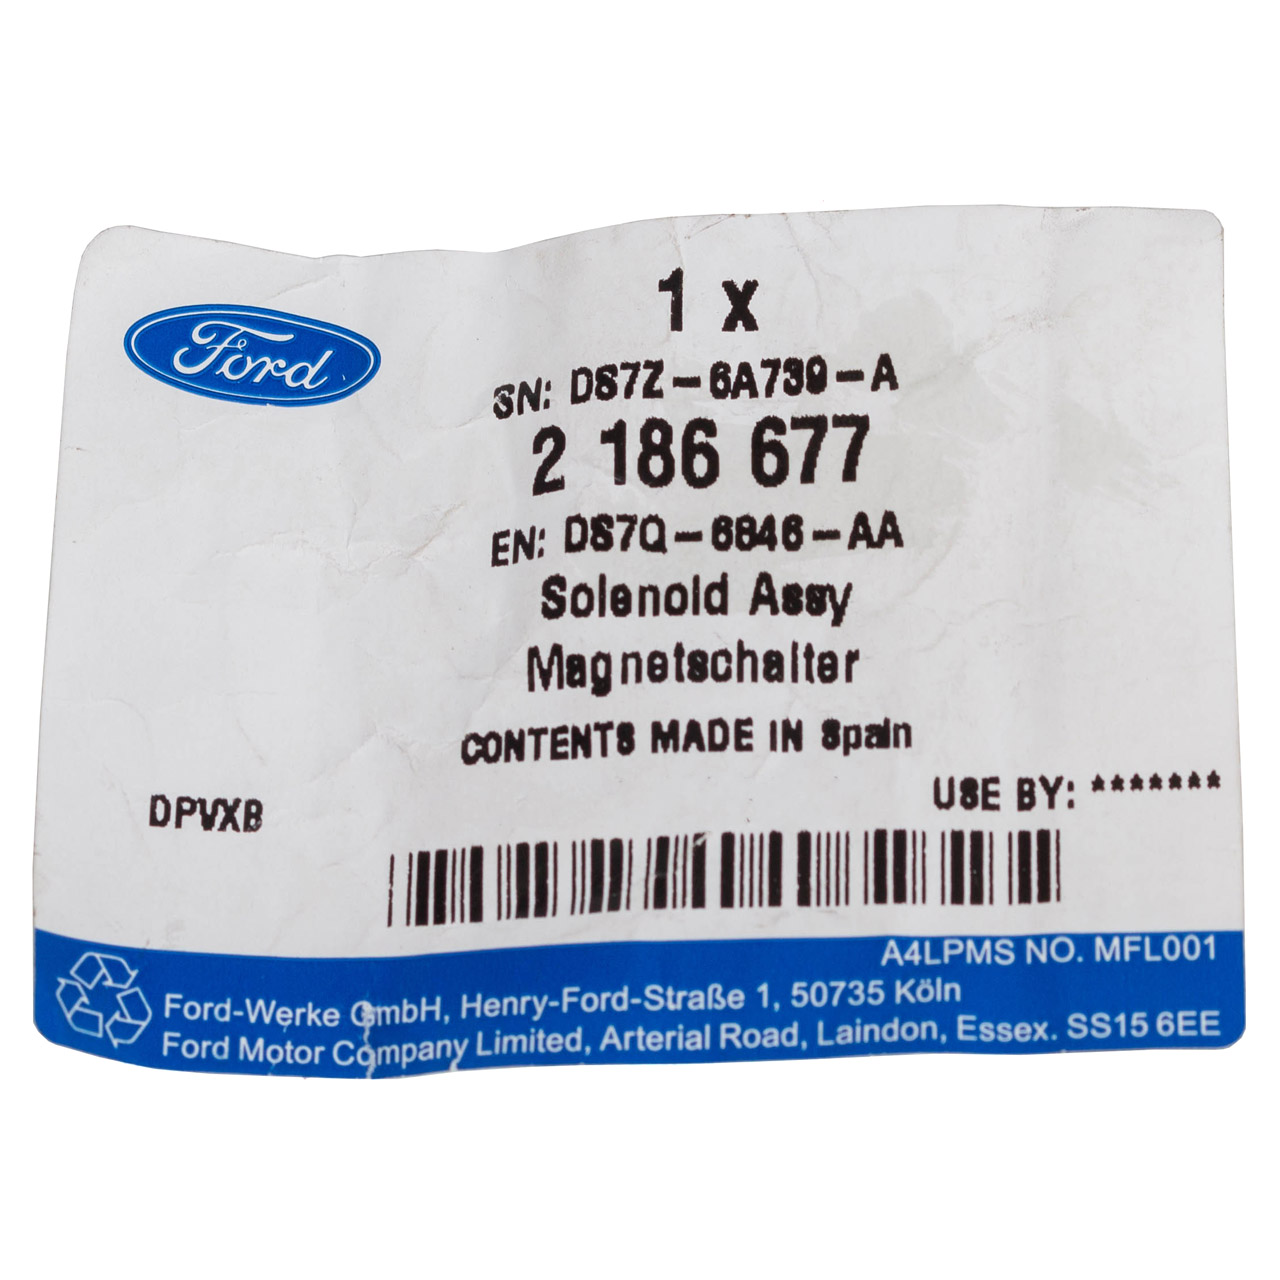 Ford
1 x
SN: DS7Z-6A739-A
2 186 677
EN: DS7Q-6846-AA
Solenoid Assy
Magnetschalter
CONTENTS MADE IN Spain
USE BY: *******
DPVXB
A4LPMS NO. MFL001
Ford-Werke GmbH, Henry-Ford-Straße 1, 50735 Köln
Ford Motor Company Limited, Arterial Road, Laindon, Essex. SS15 6EE